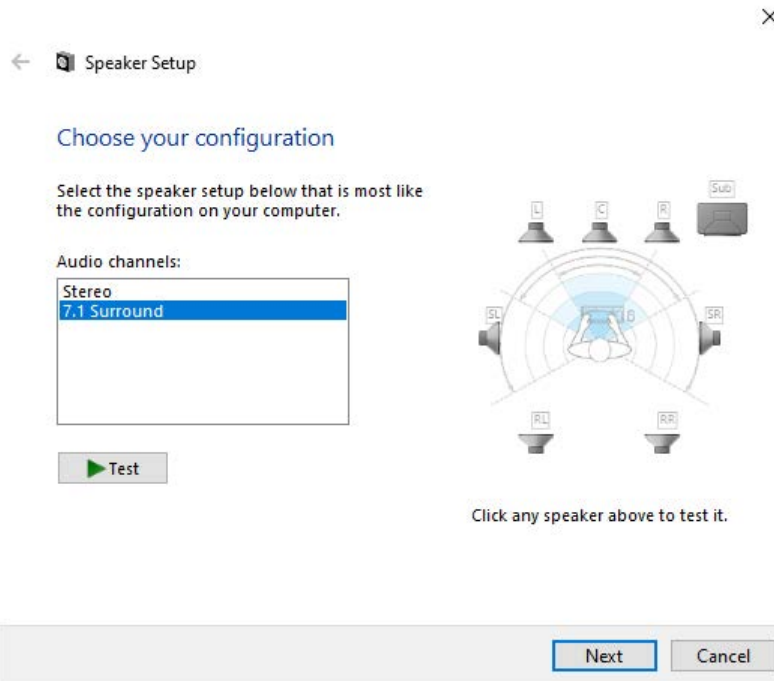 Speaker Setup
Choose your configuration
Select the speaker setup below that is most like
the configuration on your computer.
Audio channels:
Stereo
7.1 Surround
Test
L
C
R
Sub
SL
SR
RL
RR
Click any speaker above to test it.
Next
Cancel